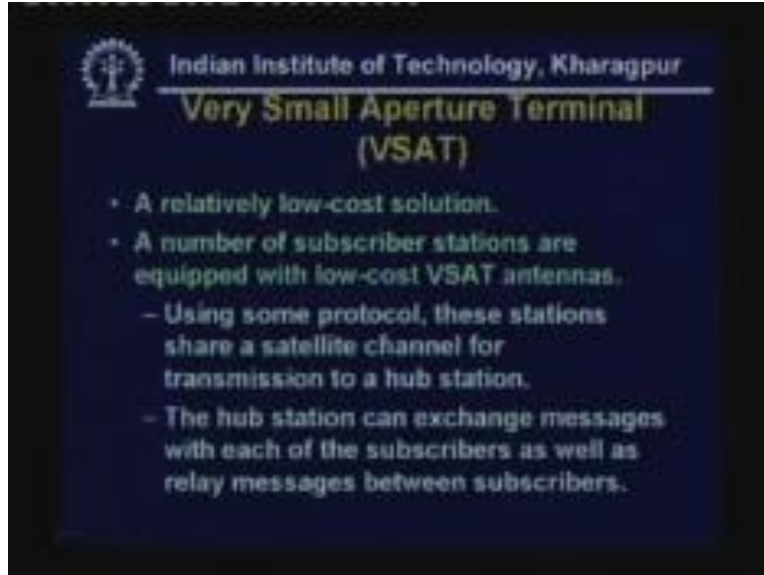 Indian Institute of Technology, Kharagpur
Very Small Aperture Terminal
(VSAT)
• A relatively low-cost solution.
• A number of subscriber stations are
equipped with low-cost VSAT antennas.
– Using some protocol, these stations
share a satellite channel for
transmission to a hub station.
– The hub station can exchange messages
with each of the subscribers as well as
relay messages between subscribers.